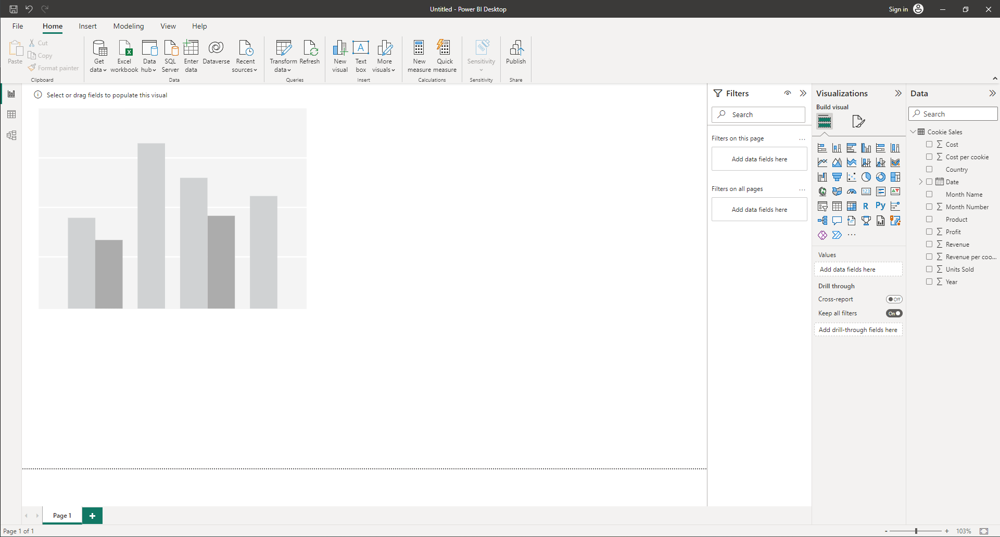 Untitled - Power BI Desktop
Sign in
File Home Insert Modeling View Help
Paste
Cut
Copy
Format painter
Clipboard
Get data
Excel workbook
Data hub
SQL Server
Enter data
Dataverse
Recent sources
Data
Transform data
Refresh
Queries
New visual
Text box
More visuals
Insert
New measure
Quick measure
Calculations
Sensitivity
Sensitivity
Publish
Share
Select or drag fields to populate this visual
Filters
Search
Filters on this page ...
Add data fields here
Filters on all pages ...
Add data fields here
Visualizations
Build visual
123
R Py
...
Values
Add data fields here
Drill through
Cross-report Off
Keep all filters On
Add drill-through fields here
Data
Search
Cookie Sales
Cost
Cost per cookie
Country
Date
Month Name
Month Number
Product
Profit
Revenue
Revenue per coo...
Units Sold
Year
Page 1
+
Page 1 of 1
- + 103%